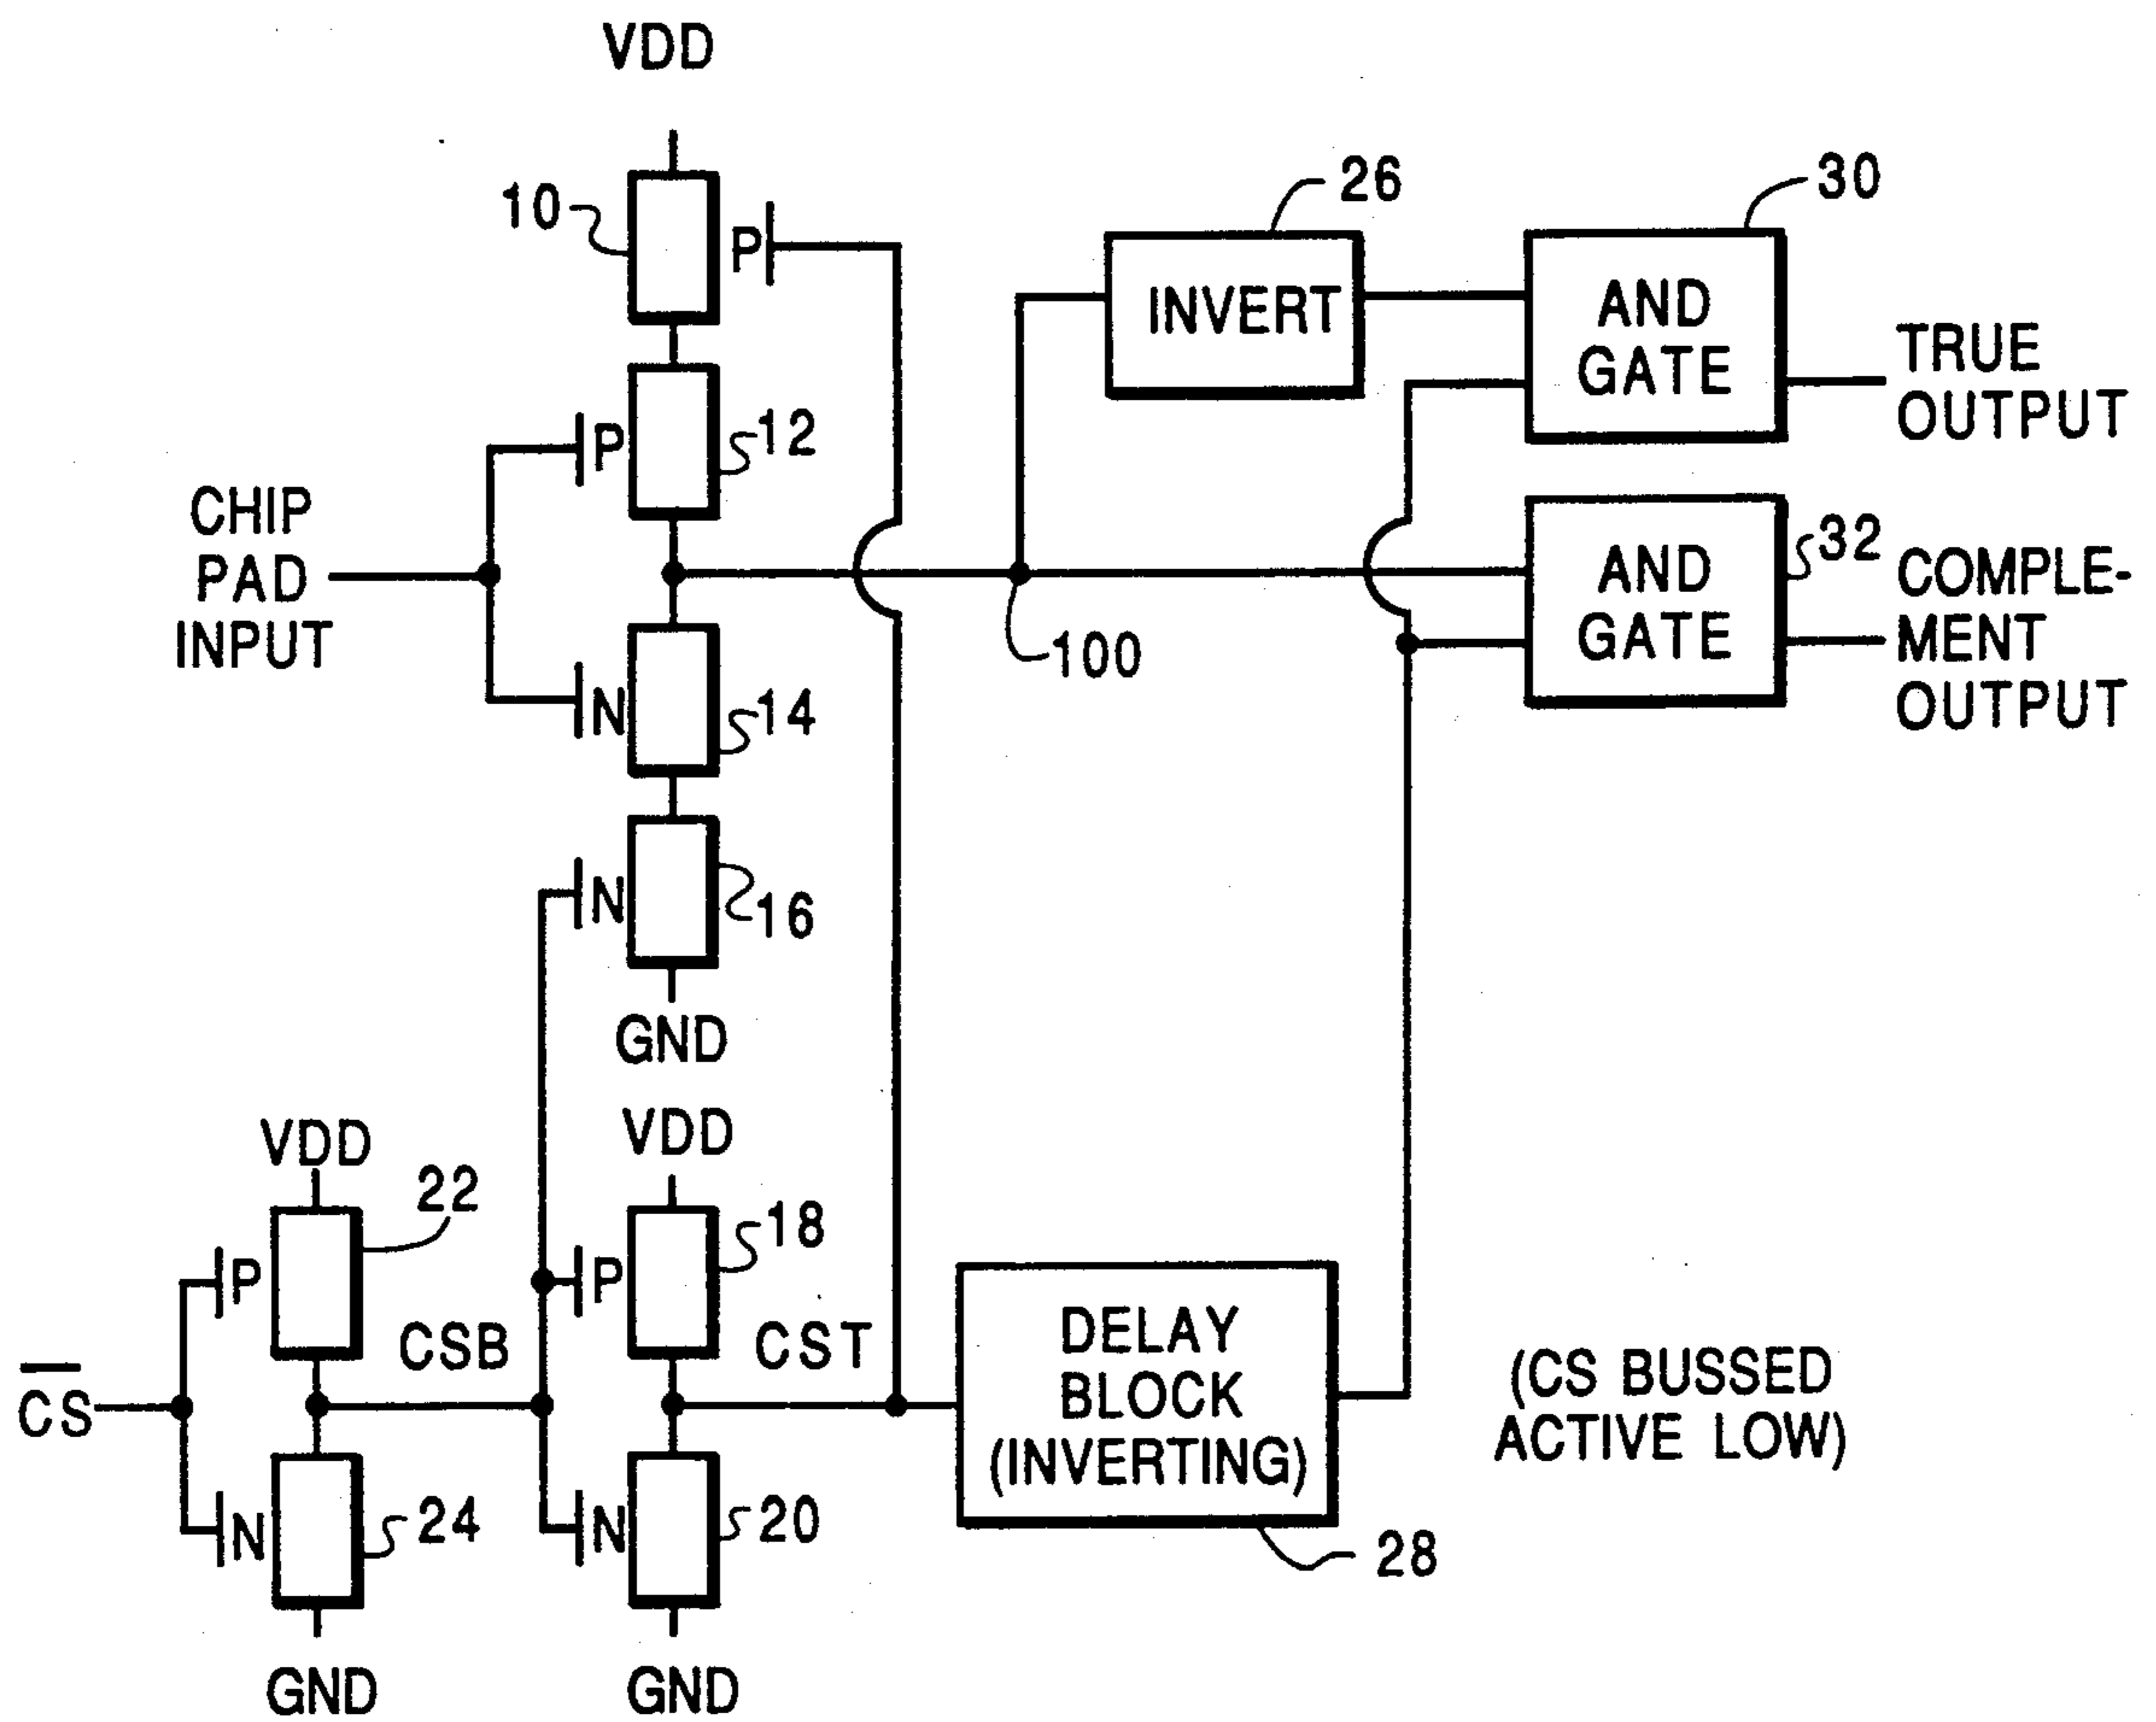 VDD
10
P
26
30
INVERT
AND
GATE
TRUE
OUTPUT
P
12
CHIP
PAD
INPUT
32
AND
GATE
COMPLE-
MENT
OUTPUT
100
N
14
N
16
GND
VDD
22
P
VDD
18
P
CSB
CST
C̅S̅
DELAY
BLOCK
(INVERTING)
(CS BUSSED
ACTIVE LOW)
N
24
N
20
28
GND
GND